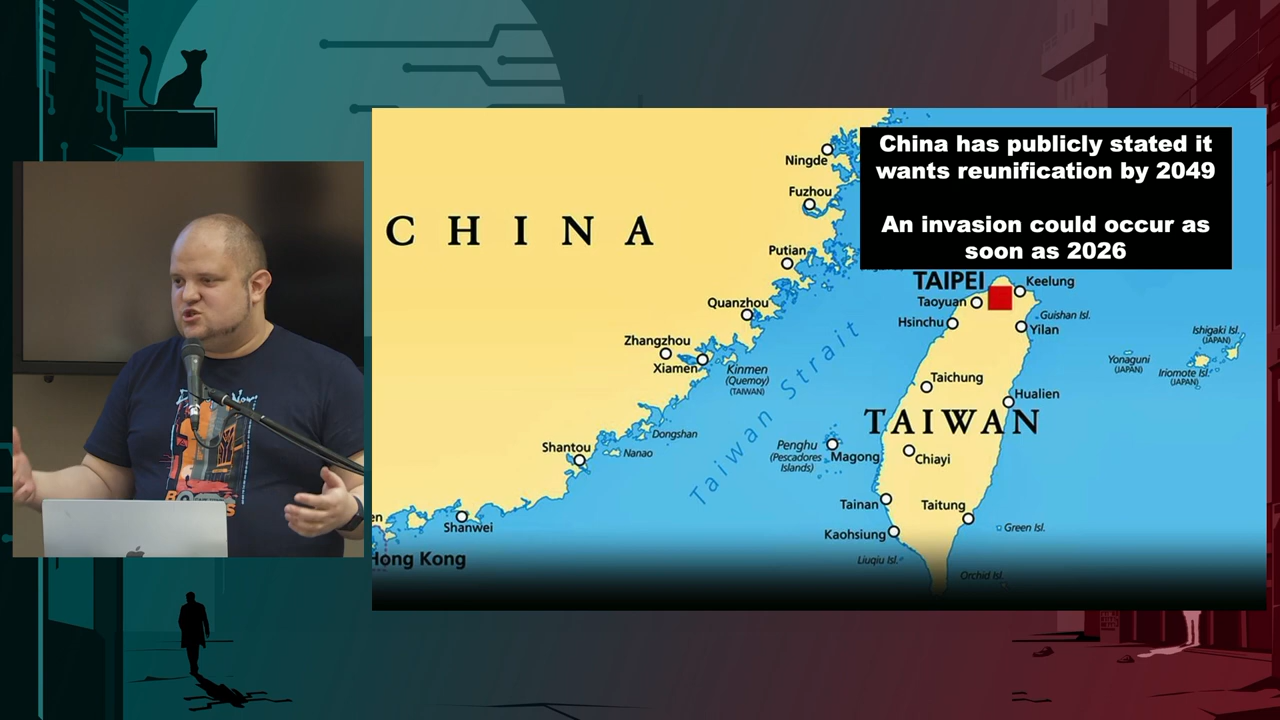 China has publicly stated it
wants reunification by 2049
An invasion could occur as
soon as 2026
CHINA
Ningde
Fuzhou
Putian
Quanzhou
Zhangzhou
Xiamen
Kinmen
(Quemoy)
(TAIWAN)
Dongshan
Nanao
Shantou
Shanwei
en
Hong Kong
Taiwan Strait
TAIPEI
Keelung
Taoyuan
Hsinchu
Guishan Isl.
Yilan
Ishigaki Isl.
(JAPAN)
Yonaguni
(JAPAN)
Iriomote Isl.
(JAPAN)
Taichung
Hualien
TAIWAN
Penghu
(Pescadores
Islands)
Magong
Chiayi
Tainan
Taitung
Green Isl.
Kaohsiung
Liuqiu Isl.
Orchid Isl.